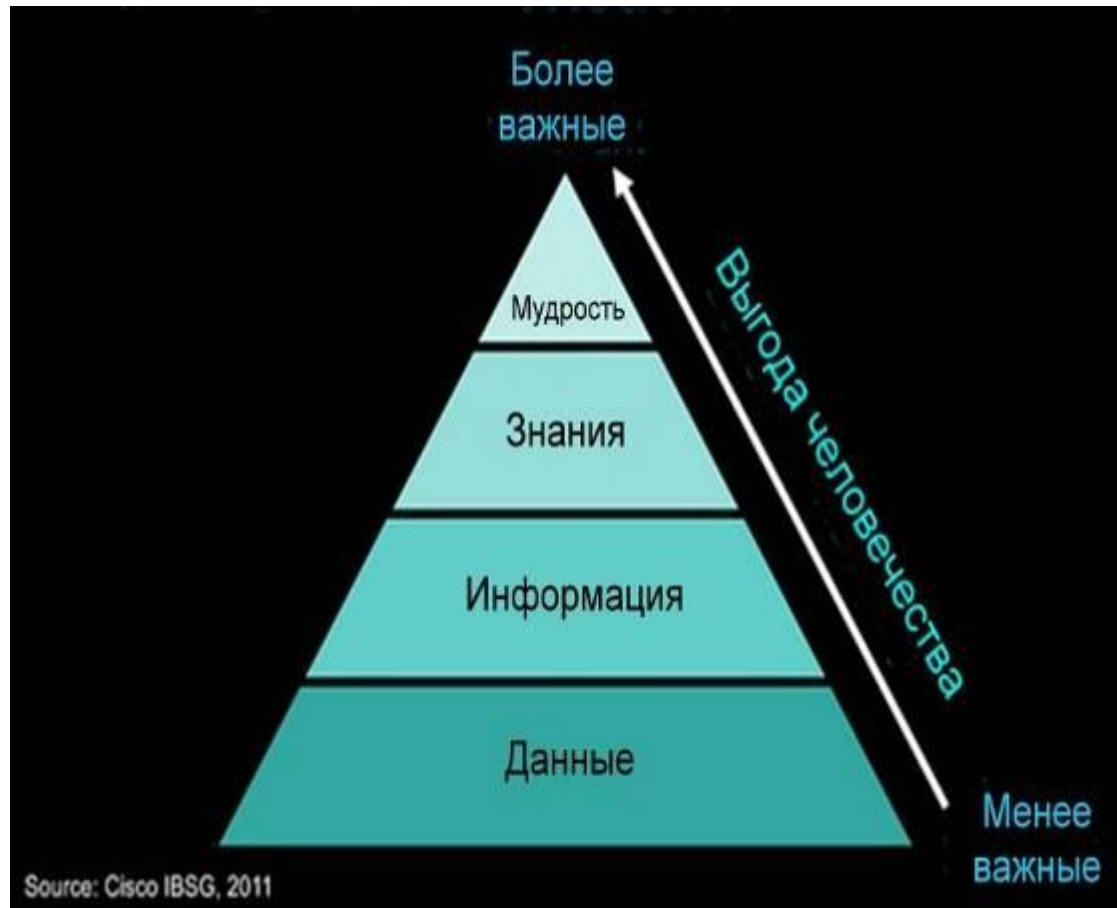 Более
важные
Мудрость
Знания
Информация
Данные
Выгода человечества
Менее
важные
Source: Cisco IBSG, 2011